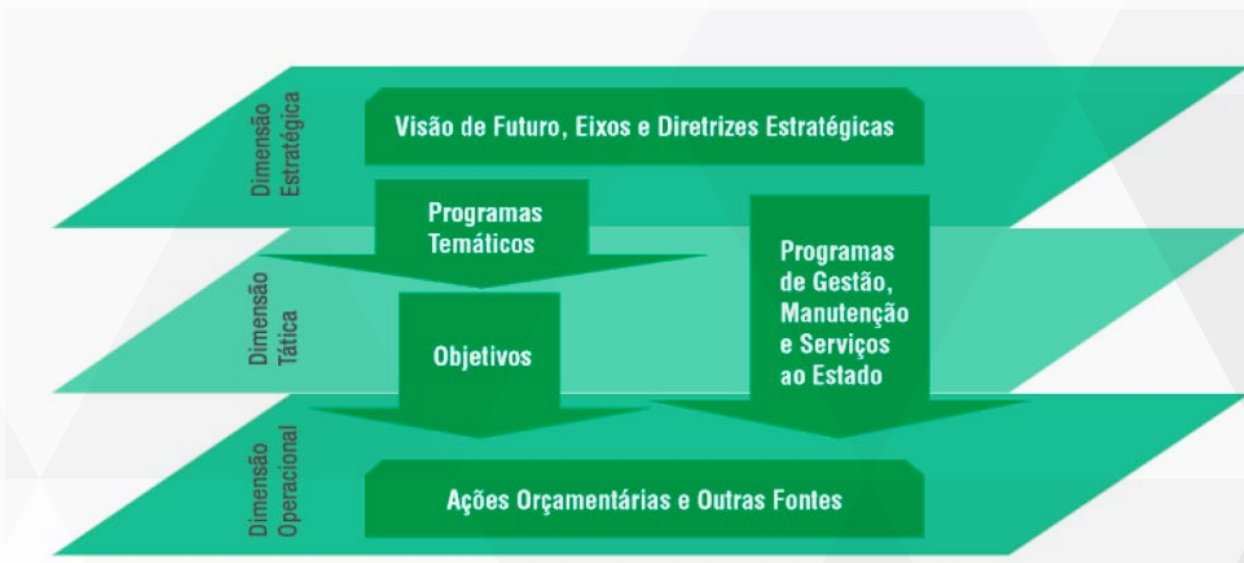 Dimensão
Estratégica
Visão de Futuro, Eixos e Diretrizes Estratégicas
Programas
Temáticos
Programas
de Gestão,
Manutenção
e Serviços
ao Estado
Dimensão
Tática
Objetivos
Dimensão
Operacional
Ações Orçamentárias e Outras Fontes